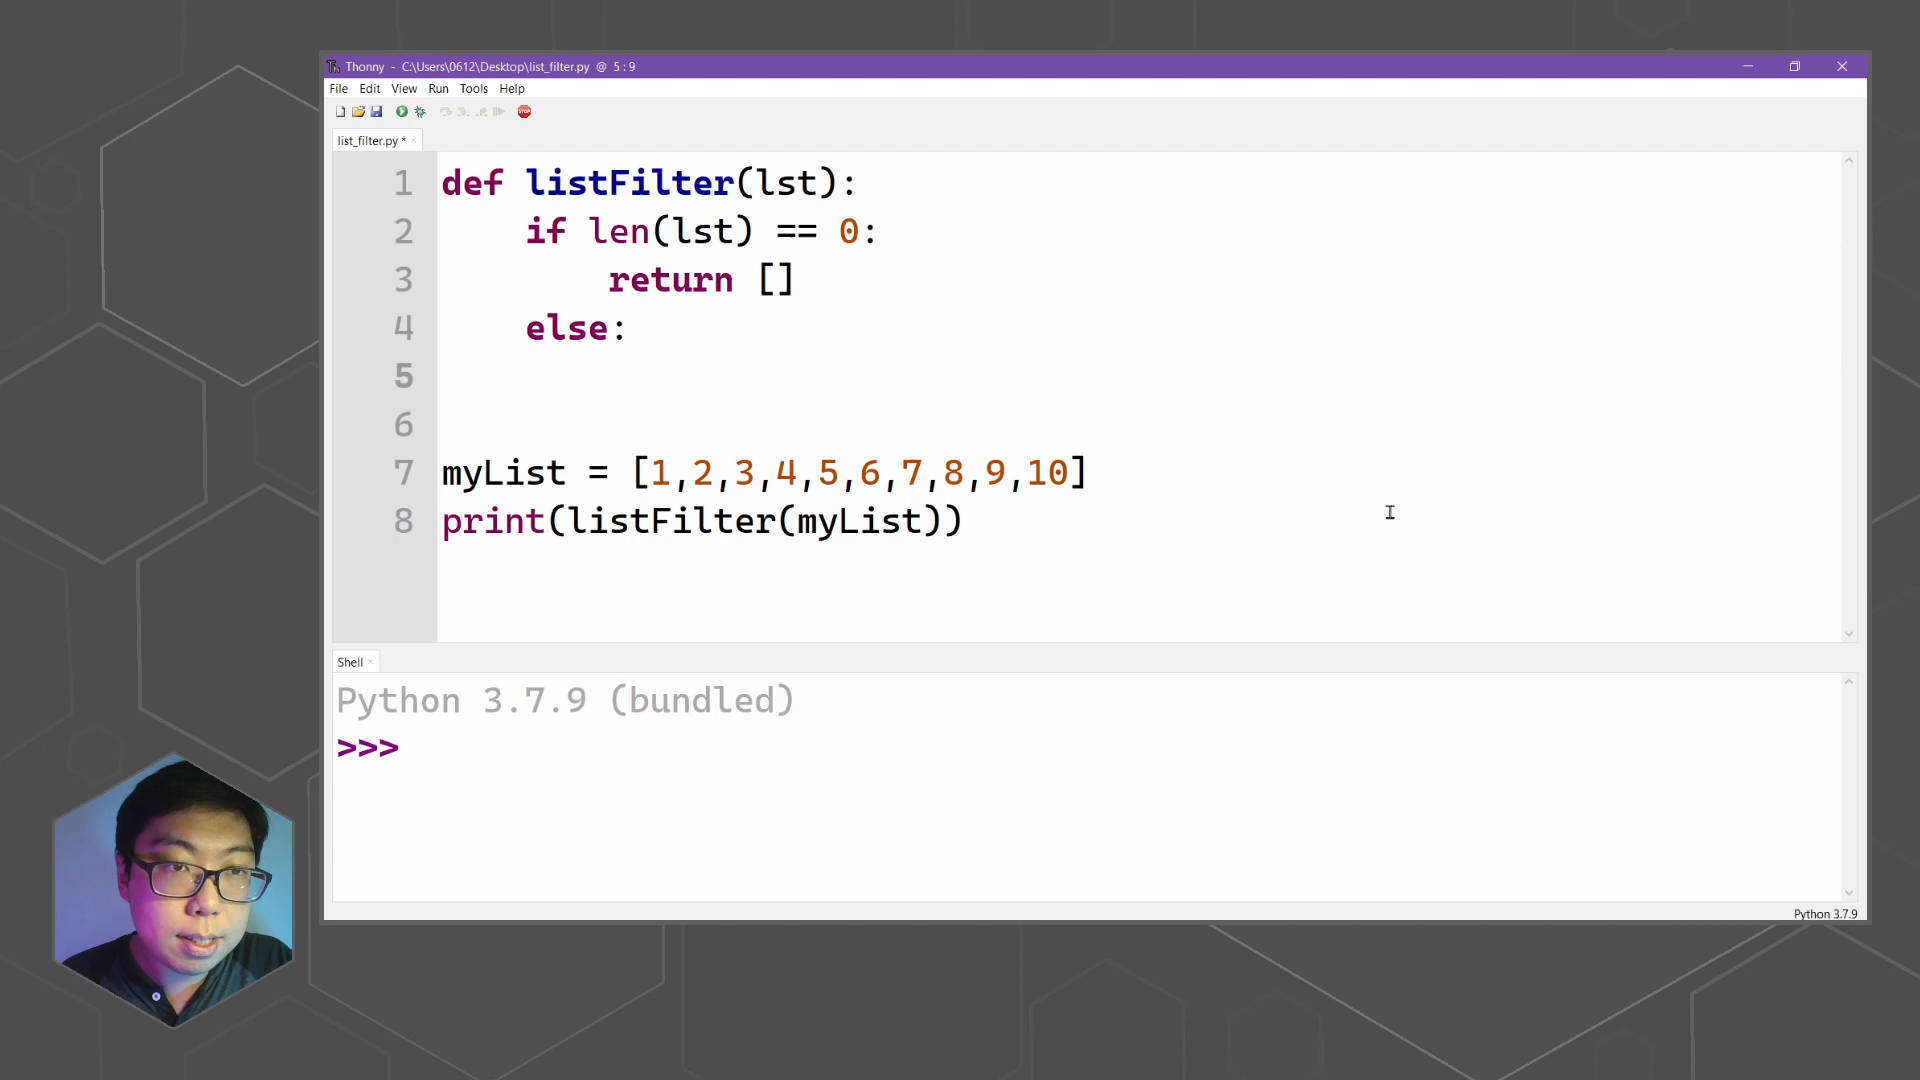 Thonny - C:\Users\0612\Desktop\list_filter.py @ 5 : 9
File Edit View Run Tools Help
STOP
list_filter.py * ×
1 def listFilter(lst):
2     if len(lst) == 0:
3         return []
4     else:
5
6
7 myList = [1,2,3,4,5,6,7,8,9,10]
8 print(listFilter(myList))
Shell ×
Python 3.7.9 (bundled)
>>>
Python 3.7.9